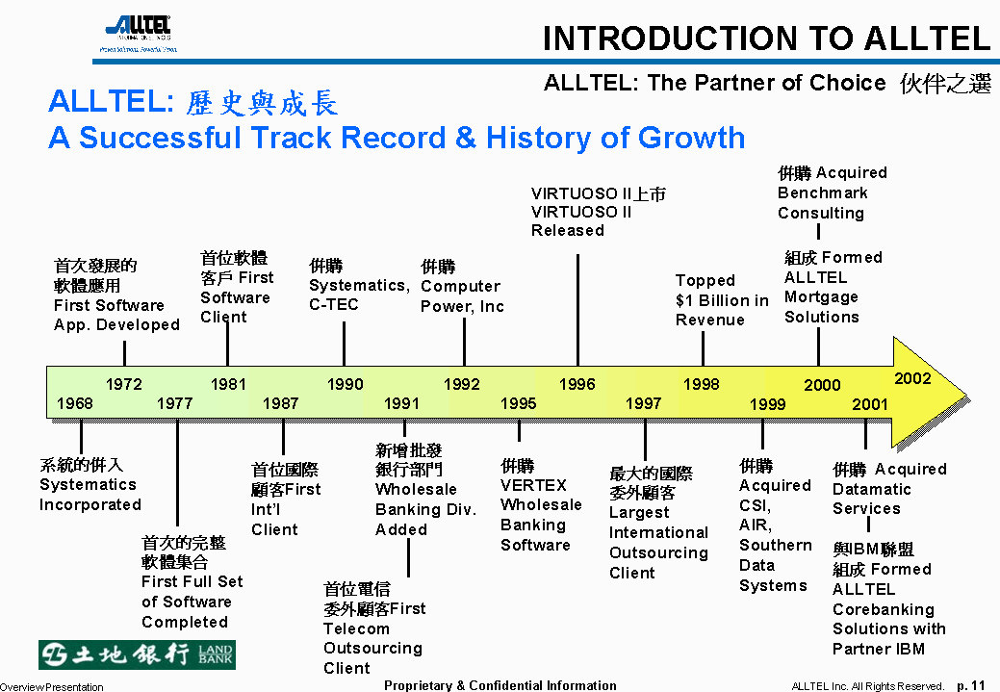 ALLTEL
INFORMATION SERVICES
Proven Solutions. Powerful Vision.
INTRODUCTION TO ALLTEL
ALLTEL: The Partner of Choice 伙伴之選
ALLTEL: 歷史與成長
A Successful Track Record & History of Growth
首次發展的
軟體應用
First Software
App. Developed
首位軟體
客戶 First
Software
Client
併購
Systematics,
C-TEC
併購
Computer
Power, Inc
VIRTUOSO II上市
VIRTUOSO II
Released
Topped
$1 Billion in
Revenue
併購 Acquired
Benchmark
Consulting
組成 Formed
ALLTEL
Mortgage
Solutions
1968
1972
1977
1981
1987
1990
1991
1992
1995
1996
1997
1998
1999
2000
2001
2002
系統的併入
Systematics
Incorporated
首次的完整
軟體集合
First Full Set
of Software
Completed
首位國際
顧客First
Int'l
Client
新增批發
銀行部門
Wholesale
Banking Div.
Added
首位電信
委外顧客First
Telecom
Outsourcing
Client
併購
VERTEX
Wholesale
Banking
Software
最大的國際
委外顧客
Largest
International
Outsourcing
Client
併購
Acquired
CSI,
AIR,
Southern
Data
Systems
併購 Acquired
Datamatic
Services
與IBM聯盟
組成 Formed
ALLTEL
Corebanking
Solutions with
Partner IBM
土地銀行 LAND
BANK
Overview Presentation
Proprietary & Confidential Information
ALLTEL Inc. All Rights Reserved. p. 11